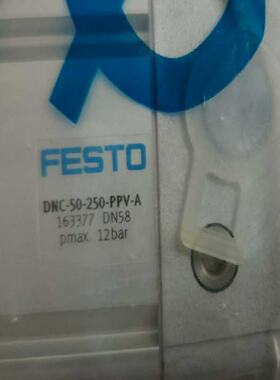 FESTO
DNC-50-250-PPV-A
163377 DN58
pmax. 12bar